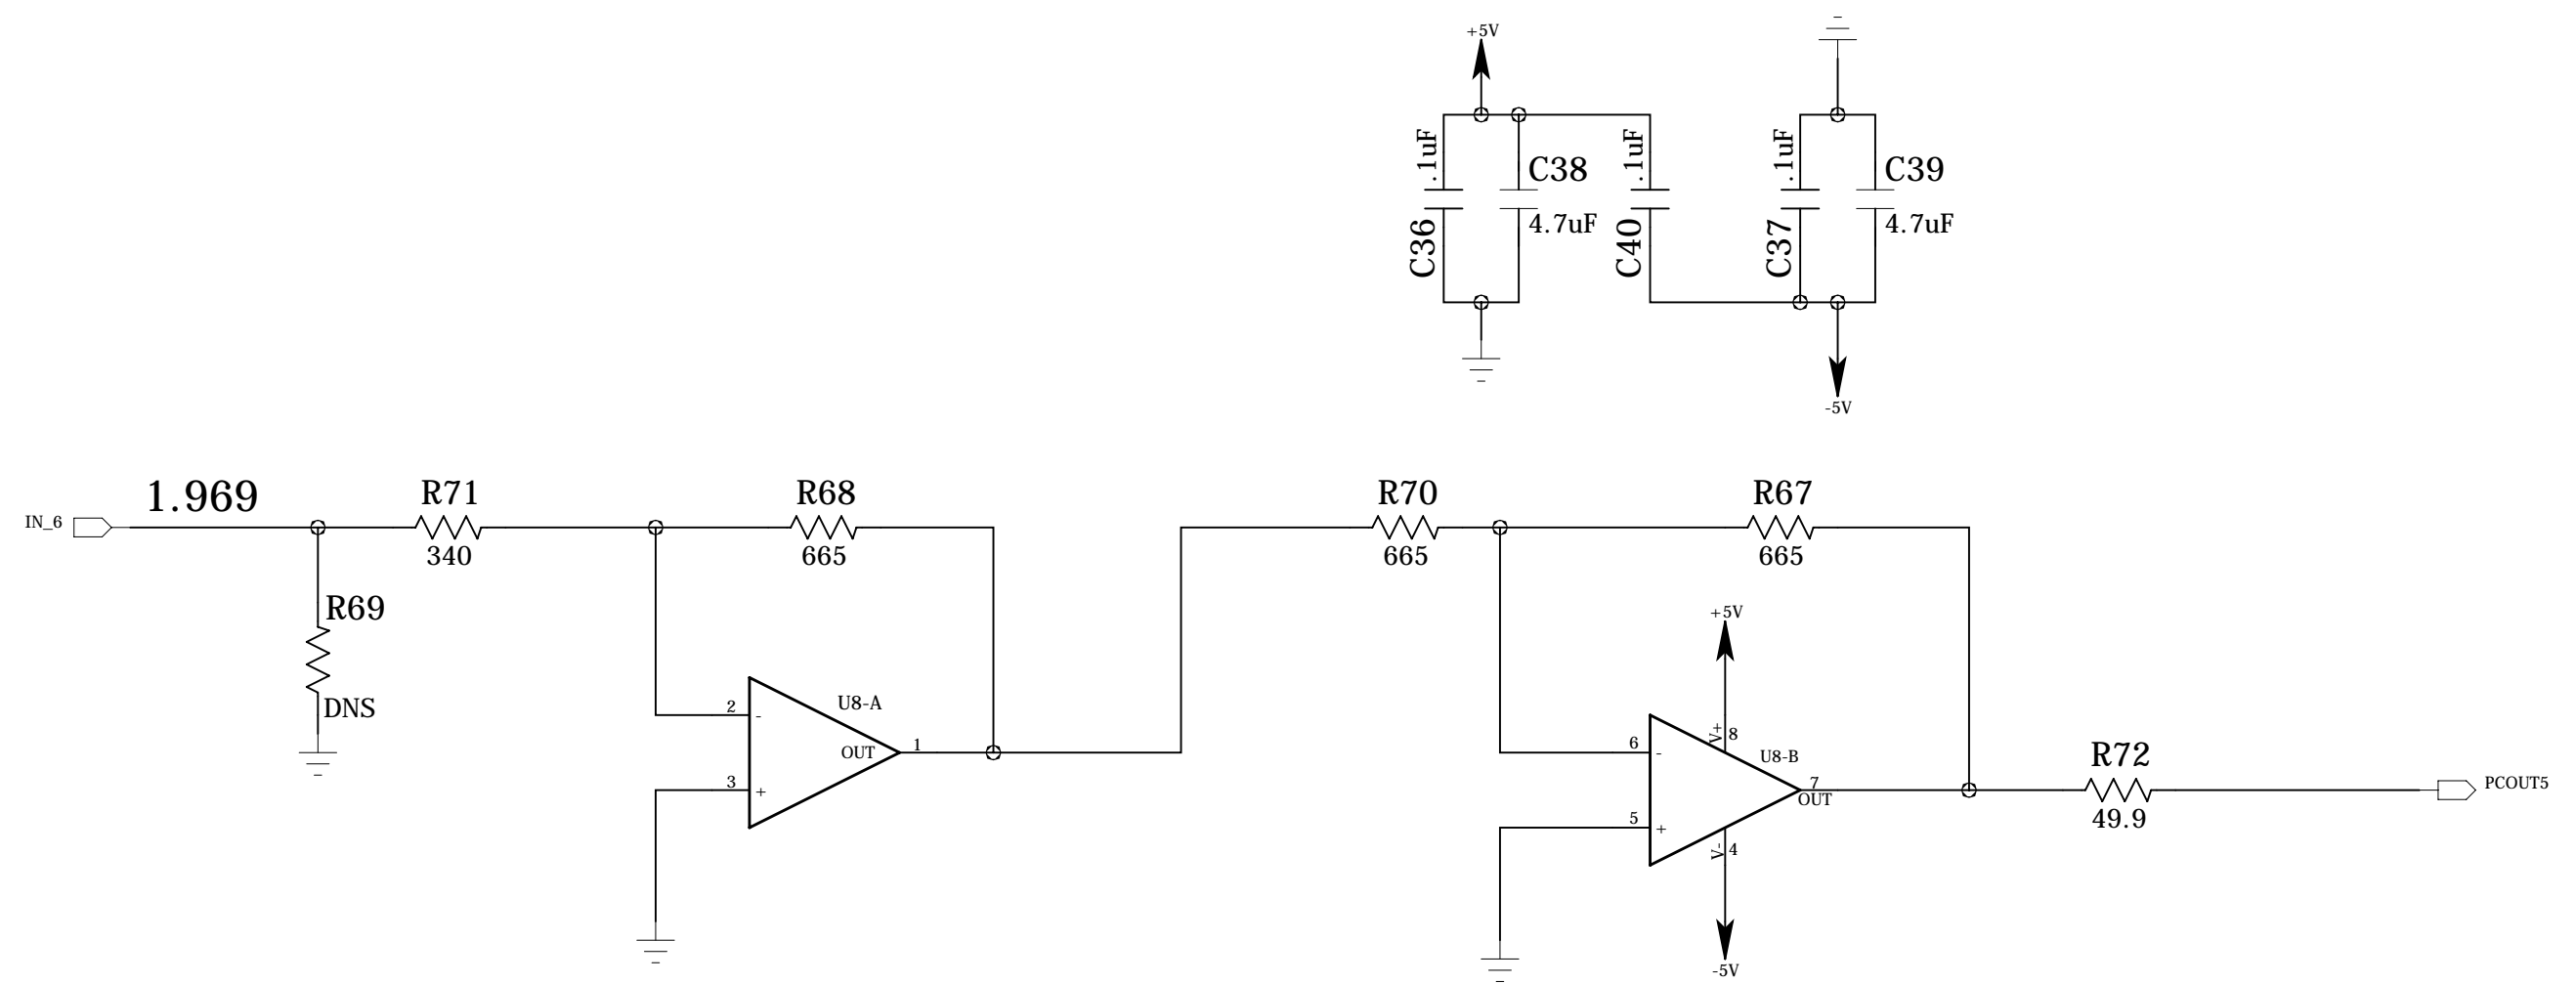 +5V
.1uF
C36
C38
4.7uF
.1uF
C40
.1uF
C37
C39
4.7uF
-5V
IN_6
1.969
R71
340
R68
665
R69
DNS
2
-
U8-A
OUT
1
3
+
R70
665
R67
665
+5V
V+
8
6
-
U8-B
7
OUT
5
+
V-
4
-5V
R72
49.9
PCOUT5